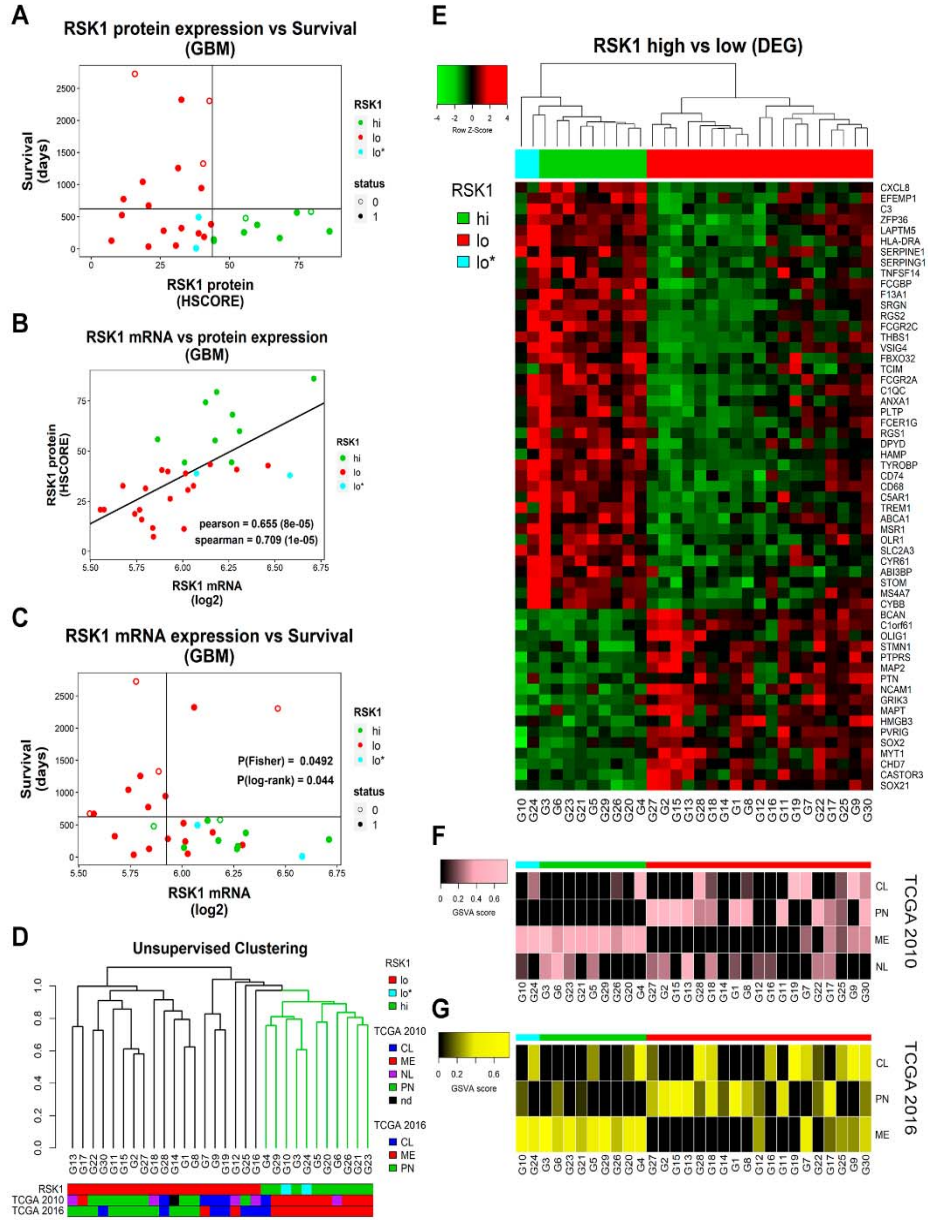 A
RSK1 protein expression vs Survival
(GBM)
Survival
(days)
2500
2000
1500
1000
500
0
0
25
50
75
RSK1 protein
(HSCORE)
RSK1
hi
lo
lo*
status
0
1
B
RSK1 mRNA vs protein expression
(GBM)
RSK1 protein
(HSCORE)
75
50
25
0
5.50
5.75
6.00
6.25
6.50
6.75
RSK1 mRNA
(log2)
pearson = 0.655 (8e-05)
spearman = 0.709 (1e-05)
RSK1
hi
lo
lo*
C
RSK1 mRNA expression vs Survival
(GBM)
Survival
(days)
2500
2000
1500
1000
500
0
5.50
5.75
6.00
6.25
6.50
6.75
RSK1 mRNA
(log2)
P(Fisher) = 0.0492
P(log-rank) = 0.044
RSK1
hi
lo
lo*
status
0
1
D
Unsupervised Clustering
1.0
0.8
0.6
0.4
0.2
0.0
G13 G17 G22 G30 G11 G15 G2 G27 G18 G28 G14 G1 G8 G7 G9 G19 G12 G25 G16 G4 G29 G10 G3 G24 G5 G20 G6 G26 G21 G23
RSK1
TCGA 2010
TCGA 2016
RSK1
lo
lo*
hi
TCGA 2010
CL
ME
NL
PN
nd
TCGA 2016
CL
ME
PN
E
RSK1 high vs low (DEG)
-4 -2 0 2 4
Row Z-Score
RSK1
hi
lo
lo*
CXCL8
EFEMP1
C3
ZFP36
LAPTM5
HLA-DRA
SERPINE1
SERPING1
TNFSF14
FCGBP
F13A1
SRGN
RGS2
FCGR2C
THBS1
VSIG4
FBXO32
TCIM
FCGR2A
C1QC
ANXA1
PLTP
FCER1G
RGS1
DPYD
HAMP
TYROBP
CD74
CD68
C5AR1
TREM1
ABCA1
MSR1
OLR1
SLC2A3
CYR61
ABI3BP
STOM
MS4A7
CYBB
BCAN
C1orf61
OLIG1
STMN1
PTPRS
MAP2
PTN
NCAM1
GRIK3
MAPT
HMGB3
PVRIG
SOX2
MYT1
CHD7
CASTOR3
SOX21
G10 G24 G3 G6 G23 G21 G5 G29 G26 G20 G4 G27 G2 G15 G13 G28 G18 G14 G1 G8 G12 G16 G11 G19 G7 G22 G17 G25 G9 G30
F
0 0.2 0.4 0.6
GSVA score
CL
PN
ME
NL
TCGA 2010
G10 G24 G3 G6 G23 G21 G5 G29 G26 G20 G4 G27 G2 G15 G13 G28 G18 G14 G1 G8 G12 G16 G11 G19 G7 G22 G17 G25 G9 G30
G
0 0.2 0.4 0.6
GSVA score
CL
PN
ME
TCGA 2016
G10 G24 G3 G6 G23 G21 G5 G29 G26 G20 G4 G27 G2 G15 G13 G28 G18 G14 G1 G8 G12 G16 G11 G19 G7 G22 G17 G25 G9 G30